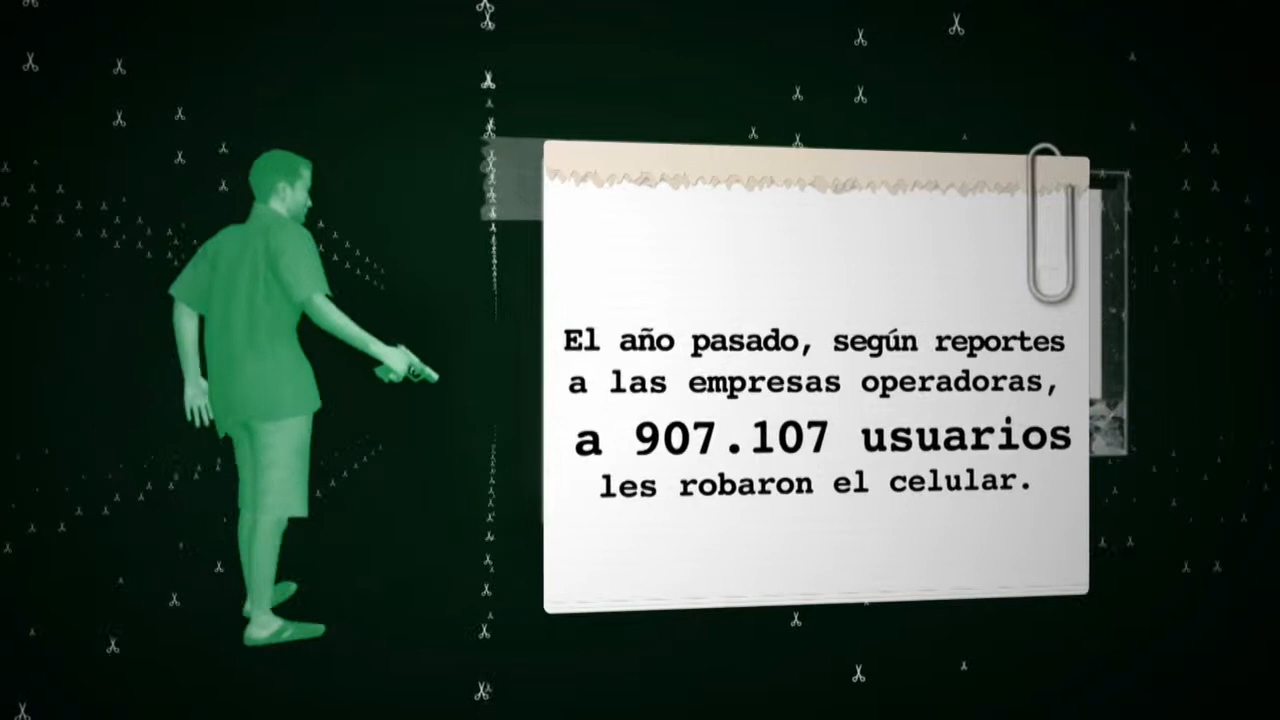 El año pasado, según reportes
a las empresas operadoras,
a 907.107 usuarios
les robaron el celular.